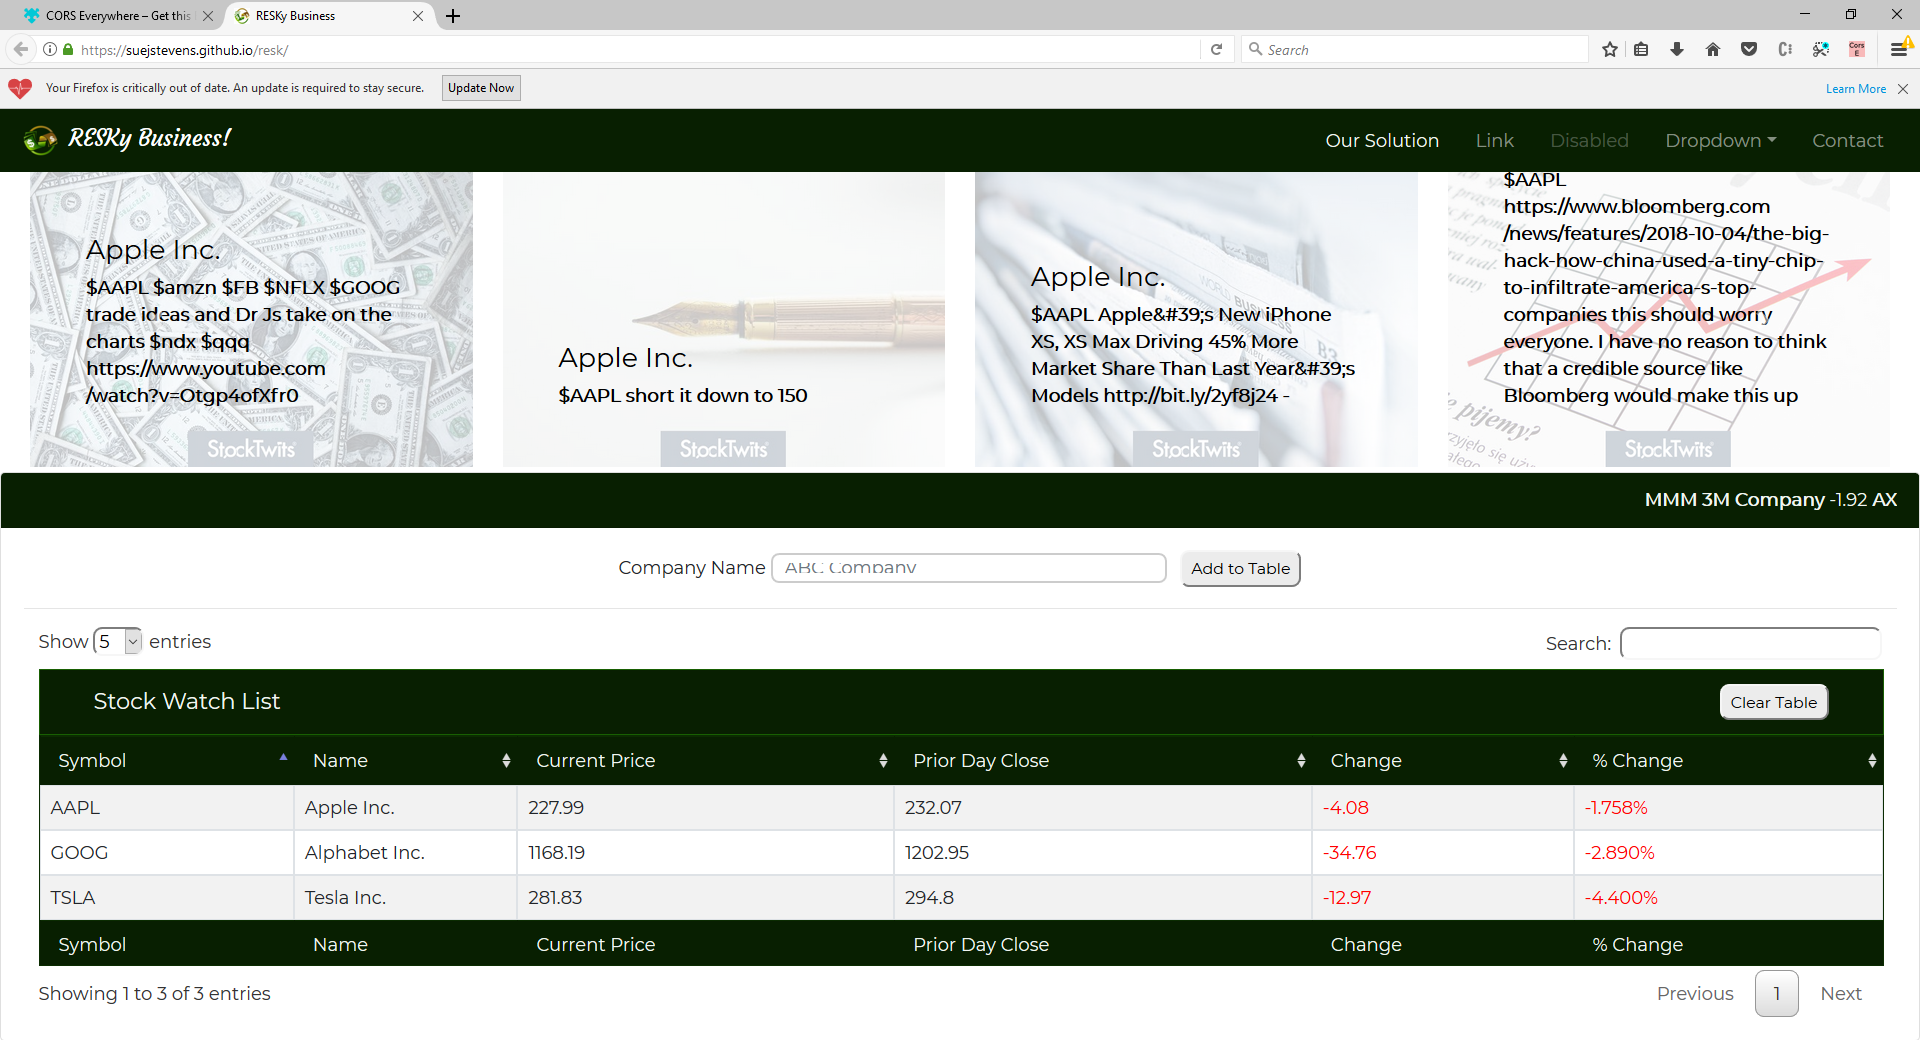 CORS Everywhere – Get this
RESKy Business
https://suejstevens.github.io/resk/
Search
Cors
E
Your Firefox is critically out of date. An update is required to stay secure.
Update Now
Learn More
RESKy Business!
Our Solution
Link
Disabled
Dropdown
Contact
Apple Inc.
$AAPL $amzn $FB $NFLX $GOOG
trade ideas and Dr Js take on the
charts $ndx $qqq
https://www.youtube.com
/watch?v=Otgp4ofXfr0
StockTwits
Apple Inc.
$AAPL short it down to 150
StockTwits
Apple Inc.
$AAPL Apple&#39;s New iPhone
XS, XS Max Driving 45% More
Market Share Than Last Year&#39;s
Models http://bit.ly/2yf8j24 -
BUSINESS
B3
StockTwits
$AAPL
https://www.bloomberg.com
/news/features/2018-10-04/the-big-
hack-how-china-used-a-tiny-chip-
to-infiltrate-america-s-top-
companies this should worry
everyone. I have no reason to think
that a credible source like
Bloomberg would make this up
pijemy?
StockTwits
MMM 3M Company -1.92 AX
Company Name
ABC Company
Add to Table
Show 5 entries
Search:
Stock Watch List
Clear Table
Symbol Name Current Price Prior Day Close Change % Change
AAPL Apple Inc. 227.99 232.07 -4.08 -1.758%
GOOG Alphabet Inc. 1168.19 1202.95 -34.76 -2.890%
TSLA Tesla Inc. 281.83 294.8 -12.97 -4.400%
Symbol Name Current Price Prior Day Close Change % Change
Showing 1 to 3 of 3 entries
Previous 1 Next